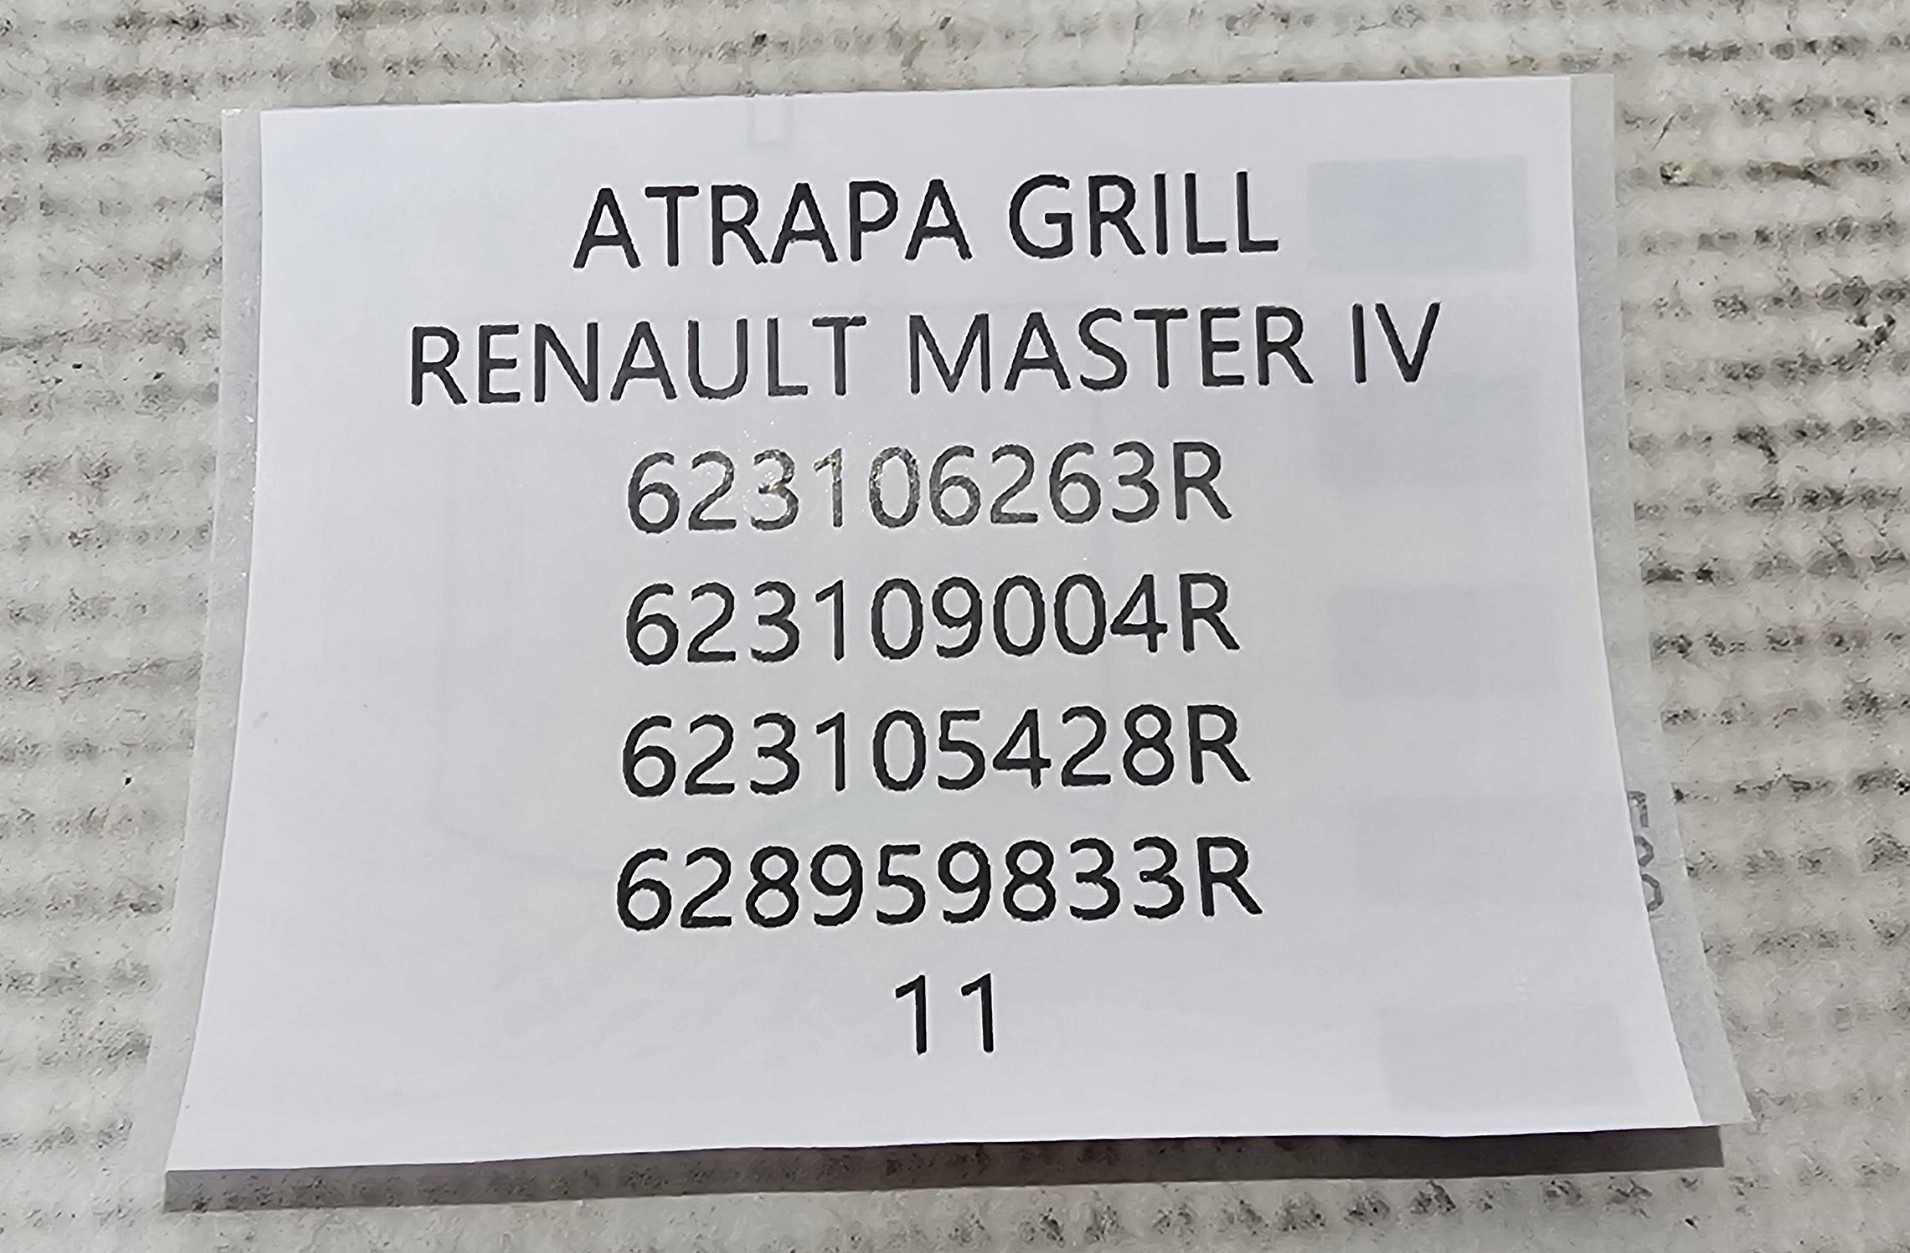 ATRAPA GRILL
RENAULT MASTER IV
623106263R
623109004R
623105428R
628959833R
11